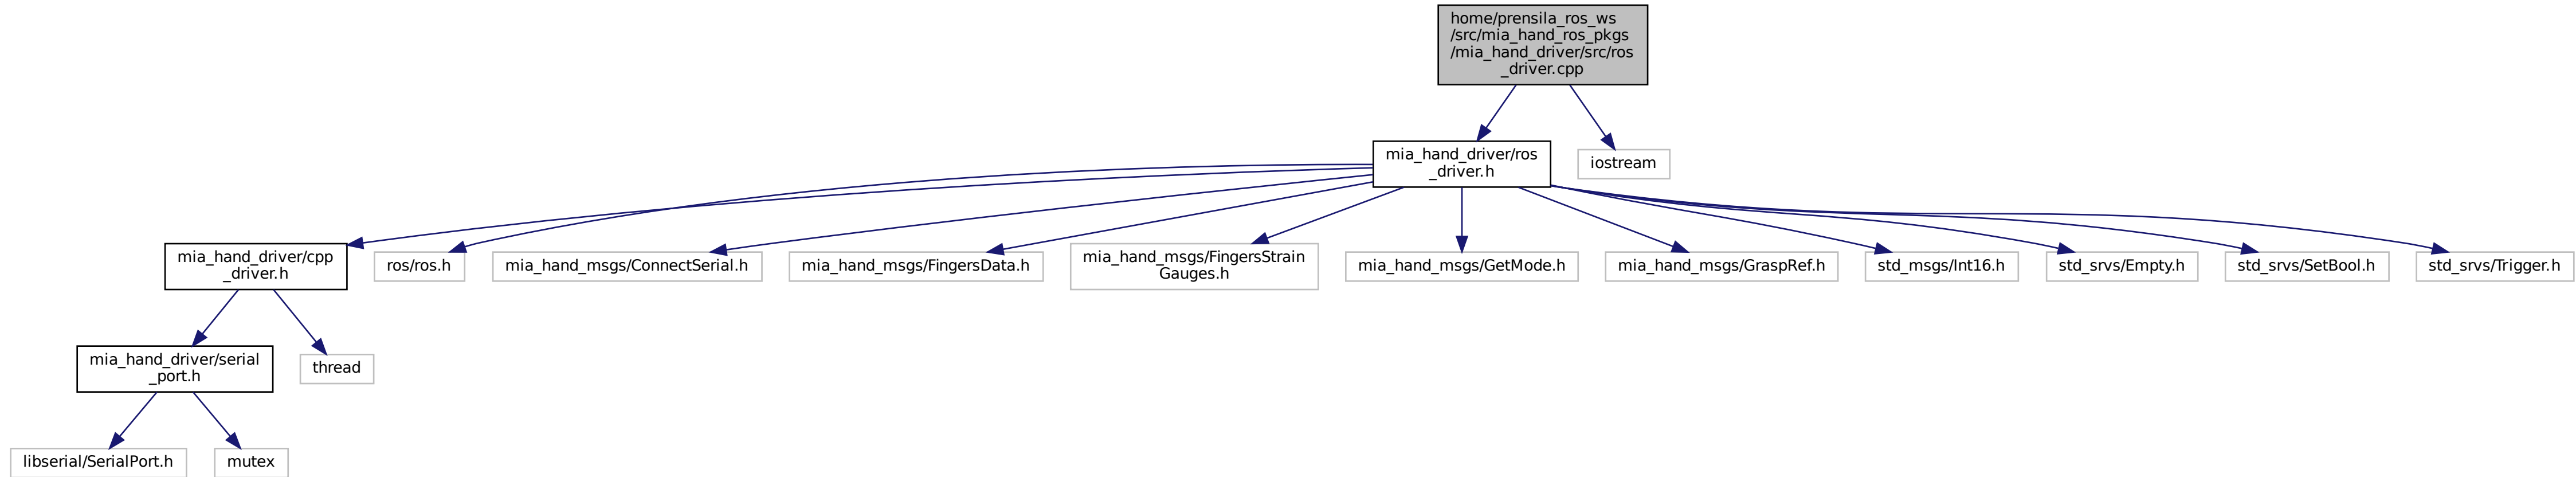 home/prensila_ros_ws
/src/mia_hand_ros_pkgs
/mia_hand_driver/src/ros
_driver.cpp
mia_hand_driver/ros
_driver.h
iostream
mia_hand_driver/cpp
_driver.h
ros/ros.h
mia_hand_msgs/ConnectSerial.h
mia_hand_msgs/FingersData.h
mia_hand_msgs/FingersStrain
Gauges.h
mia_hand_msgs/GetMode.h
mia_hand_msgs/GraspRef.h
std_msgs/Int16.h
std_srvs/Empty.h
std_srvs/SetBool.h
std_srvs/Trigger.h
mia_hand_driver/serial
_port.h
thread
libserial/SerialPort.h
mutex